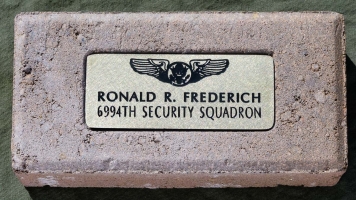 RONALD R. FREDERICH
6994TH SECURITY SQUADRON